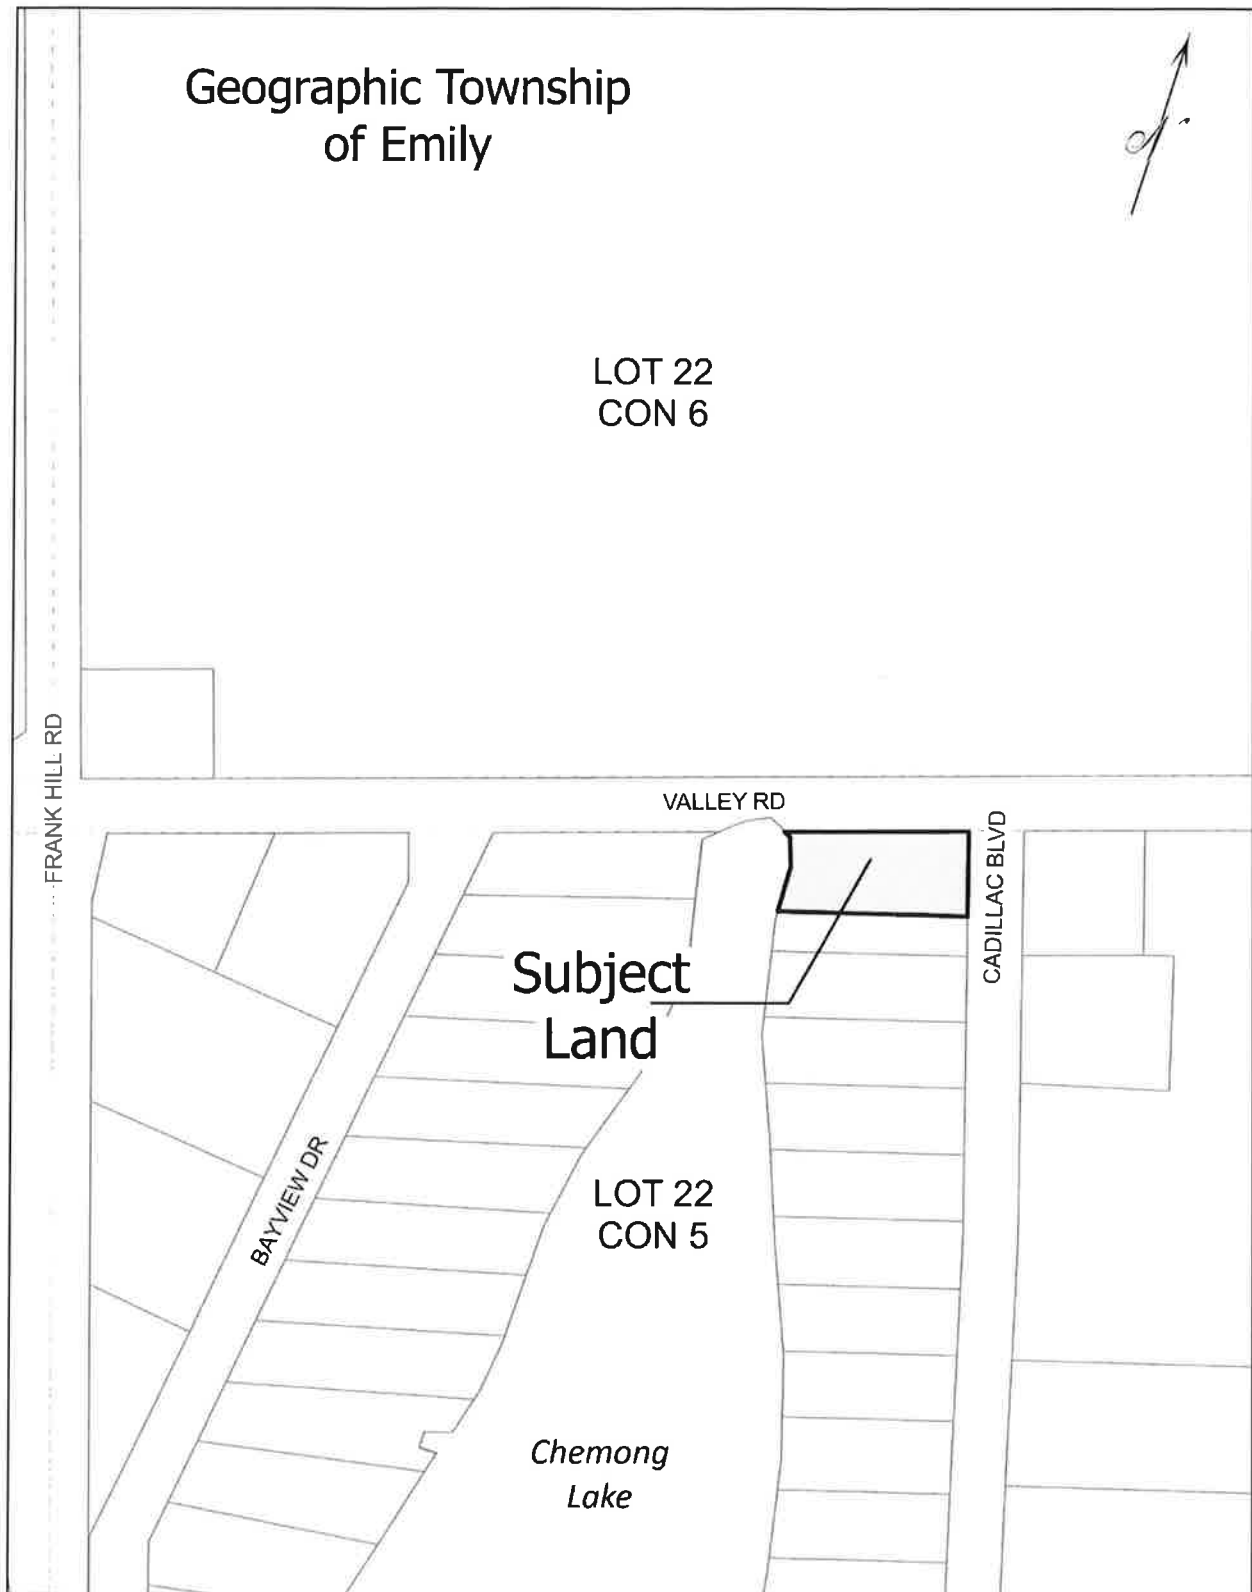 Geographic Township
of Emily
LOT 22
CON 6
FRANK HILL RD
VALLEY RD
CADILLAC BLVD
Subject
Land
BAYVIEW DR
LOT 22
CON 5
Chemong
Lake